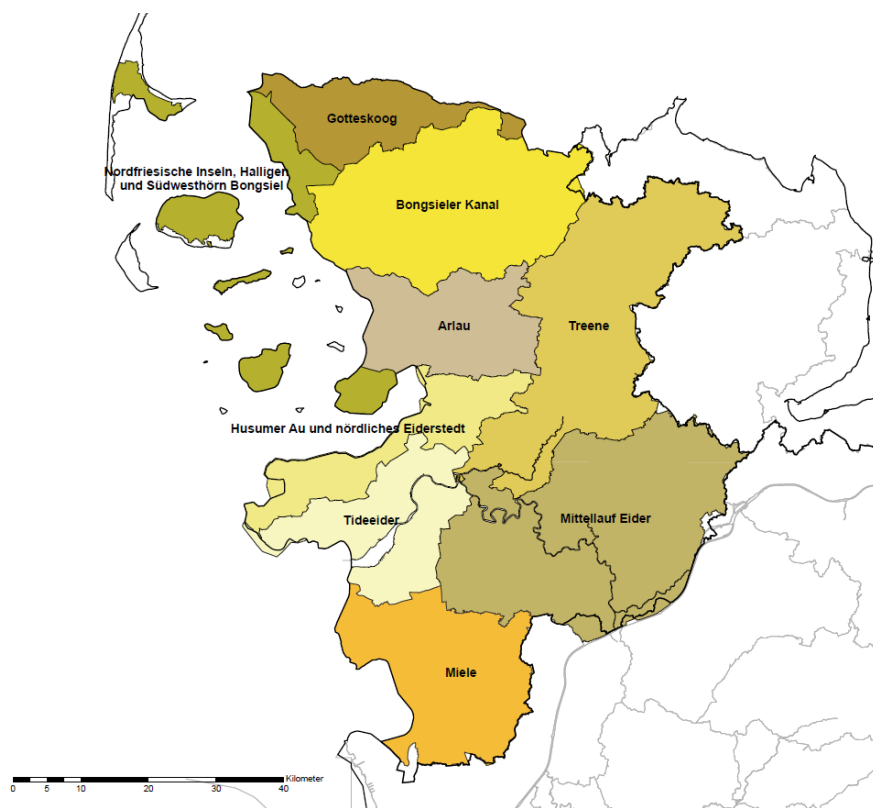 Gotteskoog
Nordfriesische Inseln, Halligen
und Südwesthörn Bongsiel
Bongsieler Kanal
Arlau
Treene
Husumer Au und nördliches Eiderstedt
Tideeider
Mittellauf Eider
Miele
Kilometer
0 5 10 20 30 40